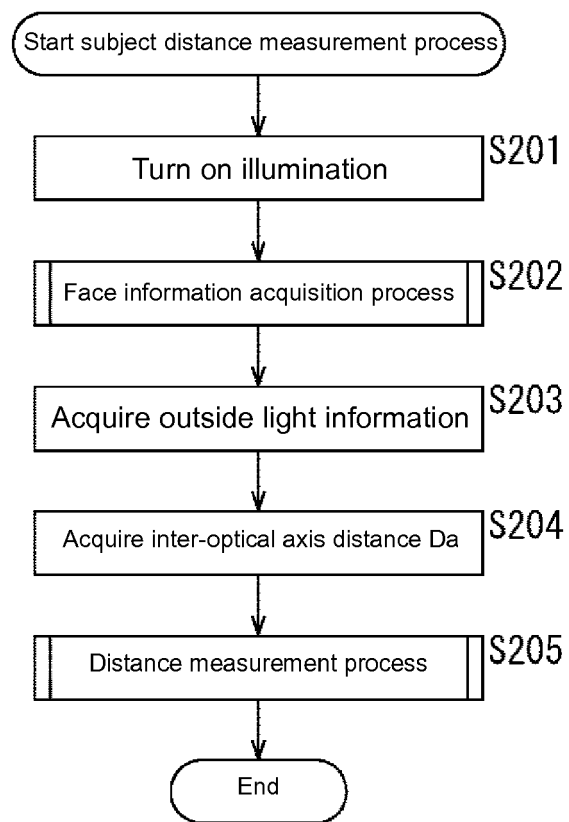 Start subject distance measurement process
Turn on illumination
S201
Face information acquisition process
S202
Acquire outside light information
S203
Acquire inter-optical axis distance Da
S204
Distance measurement process
S205
End